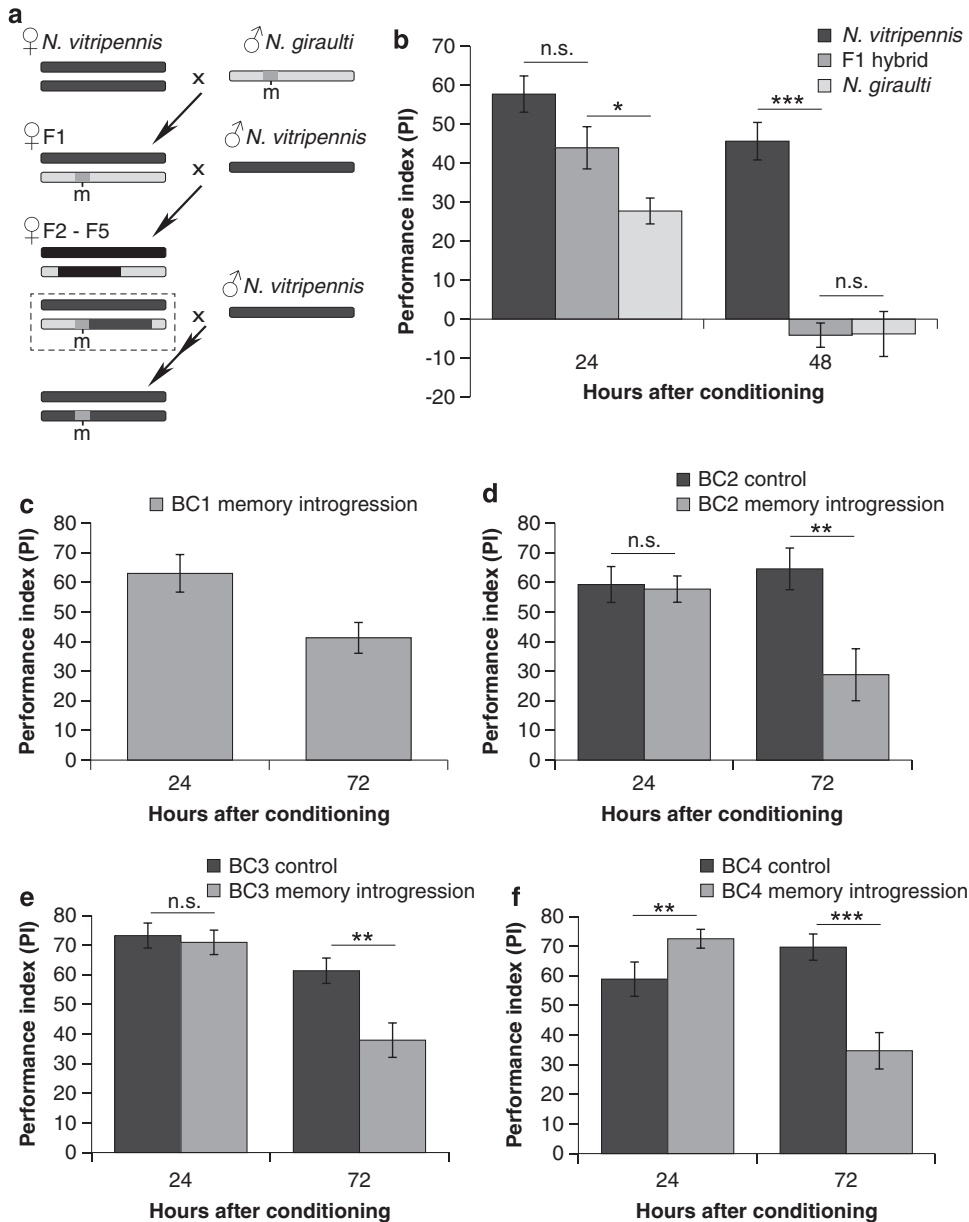 a
♀ N. vitripennis
♂ N. giraulti
x
m
♀ F1
♂ N. vitripennis
x
m
♀ F2 - F5
♂ N. vitripennis
x
m
m
b
N. vitripennis
F1 hybrid
N. giraulti
Performance index (PI)
70
60
50
40
30
20
10
0
-10
-20
n.s.
*
***
n.s.
24
48
Hours after conditioning
c
BC1 memory introgression
Performance index (PI)
80
70
60
50
40
30
20
10
0
24
72
Hours after conditioning
d
BC2 control
BC2 memory introgression
Performance index (PI)
80
70
60
50
40
30
20
10
0
n.s.
**
24
72
Hours after conditioning
e
BC3 control
BC3 memory introgression
Performance index (PI)
80
70
60
50
40
30
20
10
0
n.s.
**
24
72
Hours after conditioning
f
BC4 control
BC4 memory introgression
Performance index (PI)
80
70
60
50
40
30
20
10
0
**
***
24
72
Hours after conditioning